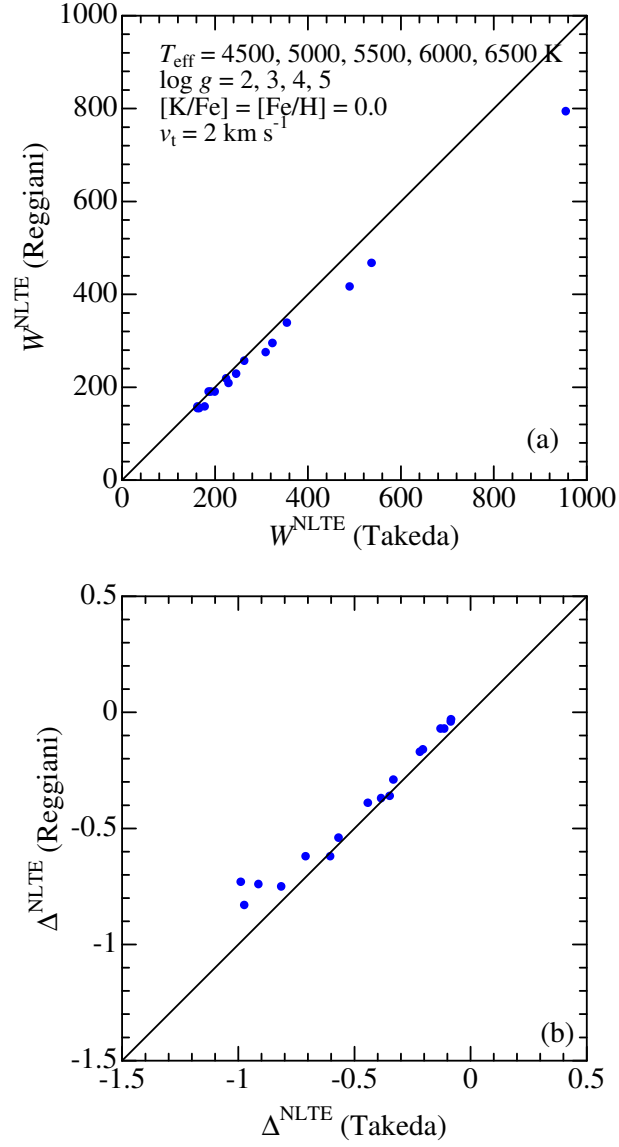 1000
800
600
400
200
0
W^NLTE (Reggiani)
T_eff = 4500, 5000, 5500, 6000, 6500 K
log g = 2, 3, 4, 5
[K/Fe] = [Fe/H] = 0.0
v_t = 2 km s^-1
(a)
0 200 400 600 800 1000
W^NLTE (Takeda)
0.5
0
-0.5
-1
-1.5
Δ^NLTE (Reggiani)
(b)
-1.5 -1 -0.5 0 0.5
Δ^NLTE (Takeda)